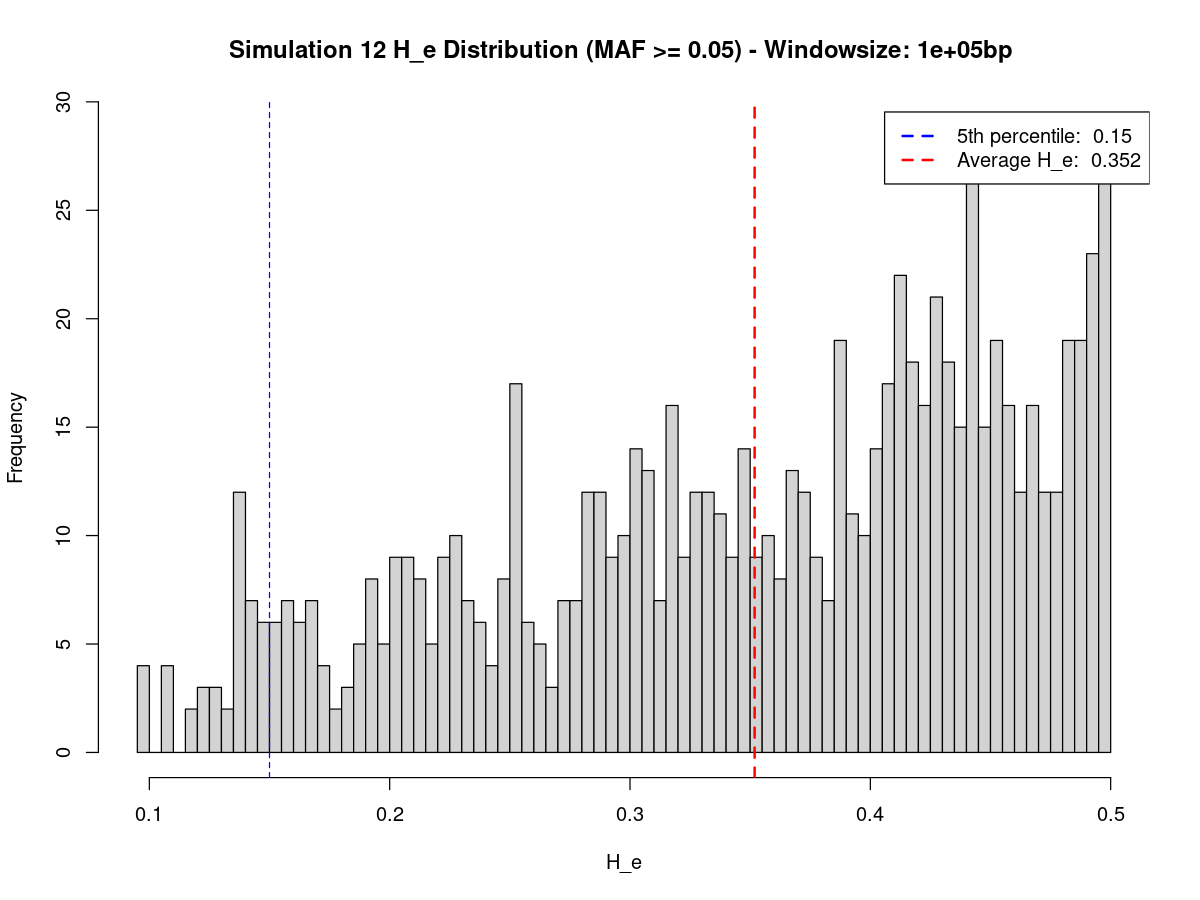 Simulation 12 H_e Distribution (MAF >= 0.05) - Windowsize: 1e+05bp
5th percentile: 0.15
Average H_e: 0.352
Frequency
30
25
20
15
10
5
0
0.1 0.2 0.3 0.4 0.5
H_e